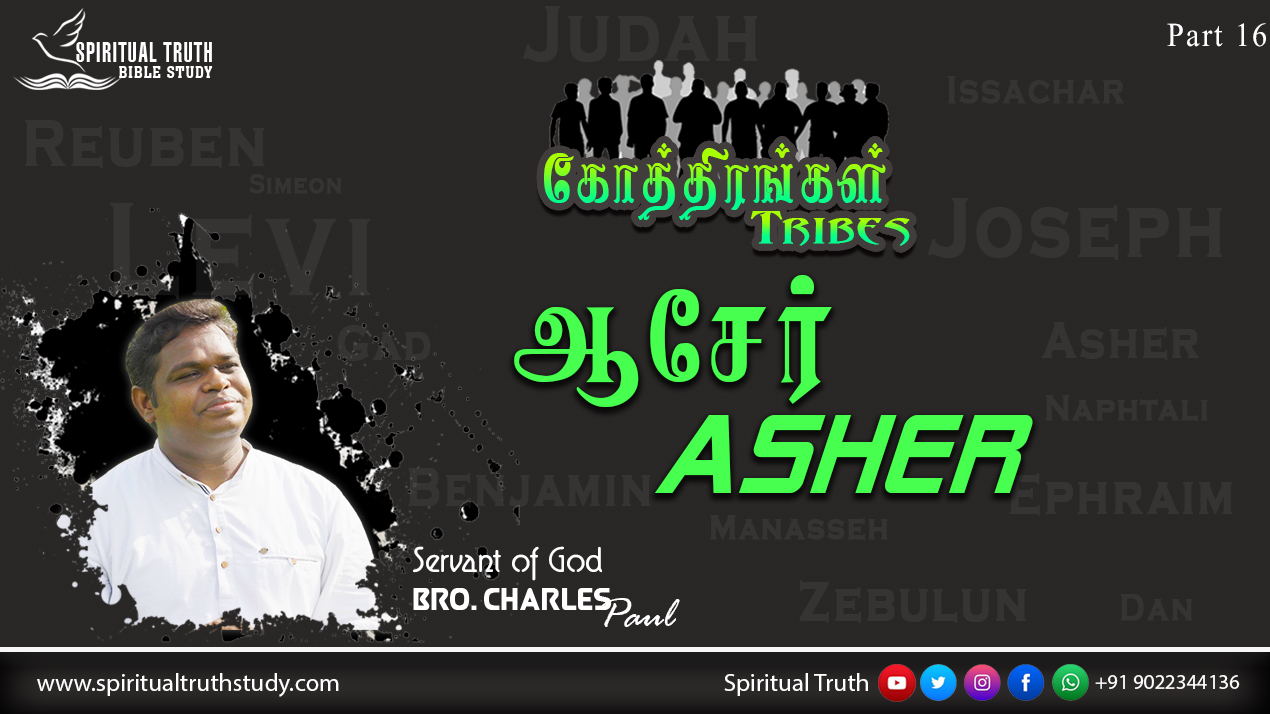 SPIRITUAL TRUTH
BIBLE STUDY
Part 16
JUDAH
ISSACHAR
REUBEN
SIMEON
LEVI
JOSEPH
கோத்திரங்கள்
TRIBES
ஆசேர்
ASHER
GAD
ASHER
NAPHTALI
BENJAMIN
EPHRAIM
MANASSEH
ZEBULUN
DAN
Servant of God
BRO. CHARLES Paul
www.spiritualtruthstudy.com
Spiritual Truth +91 9022344136